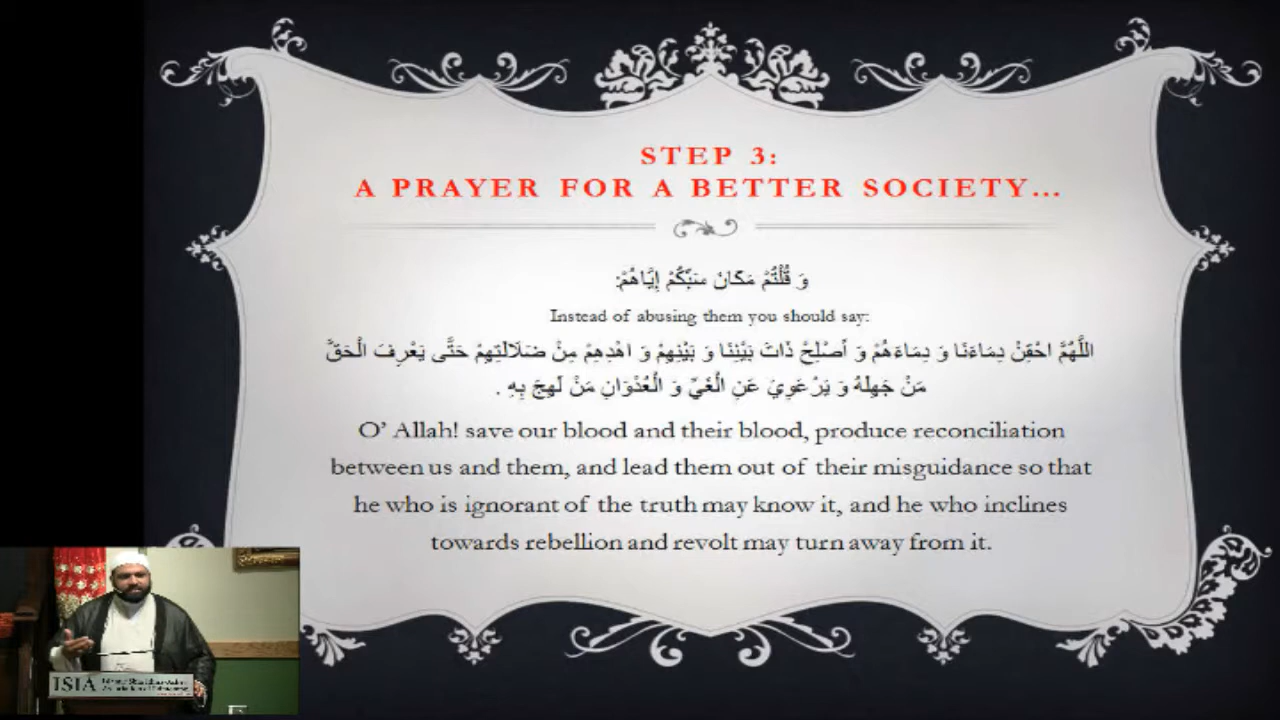 STEP 3:
A PRAYER FOR A BETTER SOCIETY...
وَ قُلْتُمْ مَكَانَ سَبِّكُمْ إِيَّاهُمْ:
Instead of abusing them you should say:
اللَّهُمَّ احْقِنْ دِمَاءَنَا وَ دِمَاءَهُمْ وَ أَصْلِحْ ذَاتَ بَيْنِنَا وَ بَيْنِهِمْ وَ اهْدِهِمْ مِنْ ضَلَالَتِهِمْ حَتَّى يَعْرِفَ الْحَقَّ
مَنْ جَهِلَهُ وَ يَرْعَوِيَ عَنِ الْغَيِّ وَ الْعُدْوَانِ مَنْ لَهِجَ بِهِ .
O’ Allah! save our blood and their blood, produce reconciliation
between us and them, and lead them out of their misguidance so that
he who is ignorant of the truth may know it, and he who inclines
towards rebellion and revolt may turn away from it.
ISIA